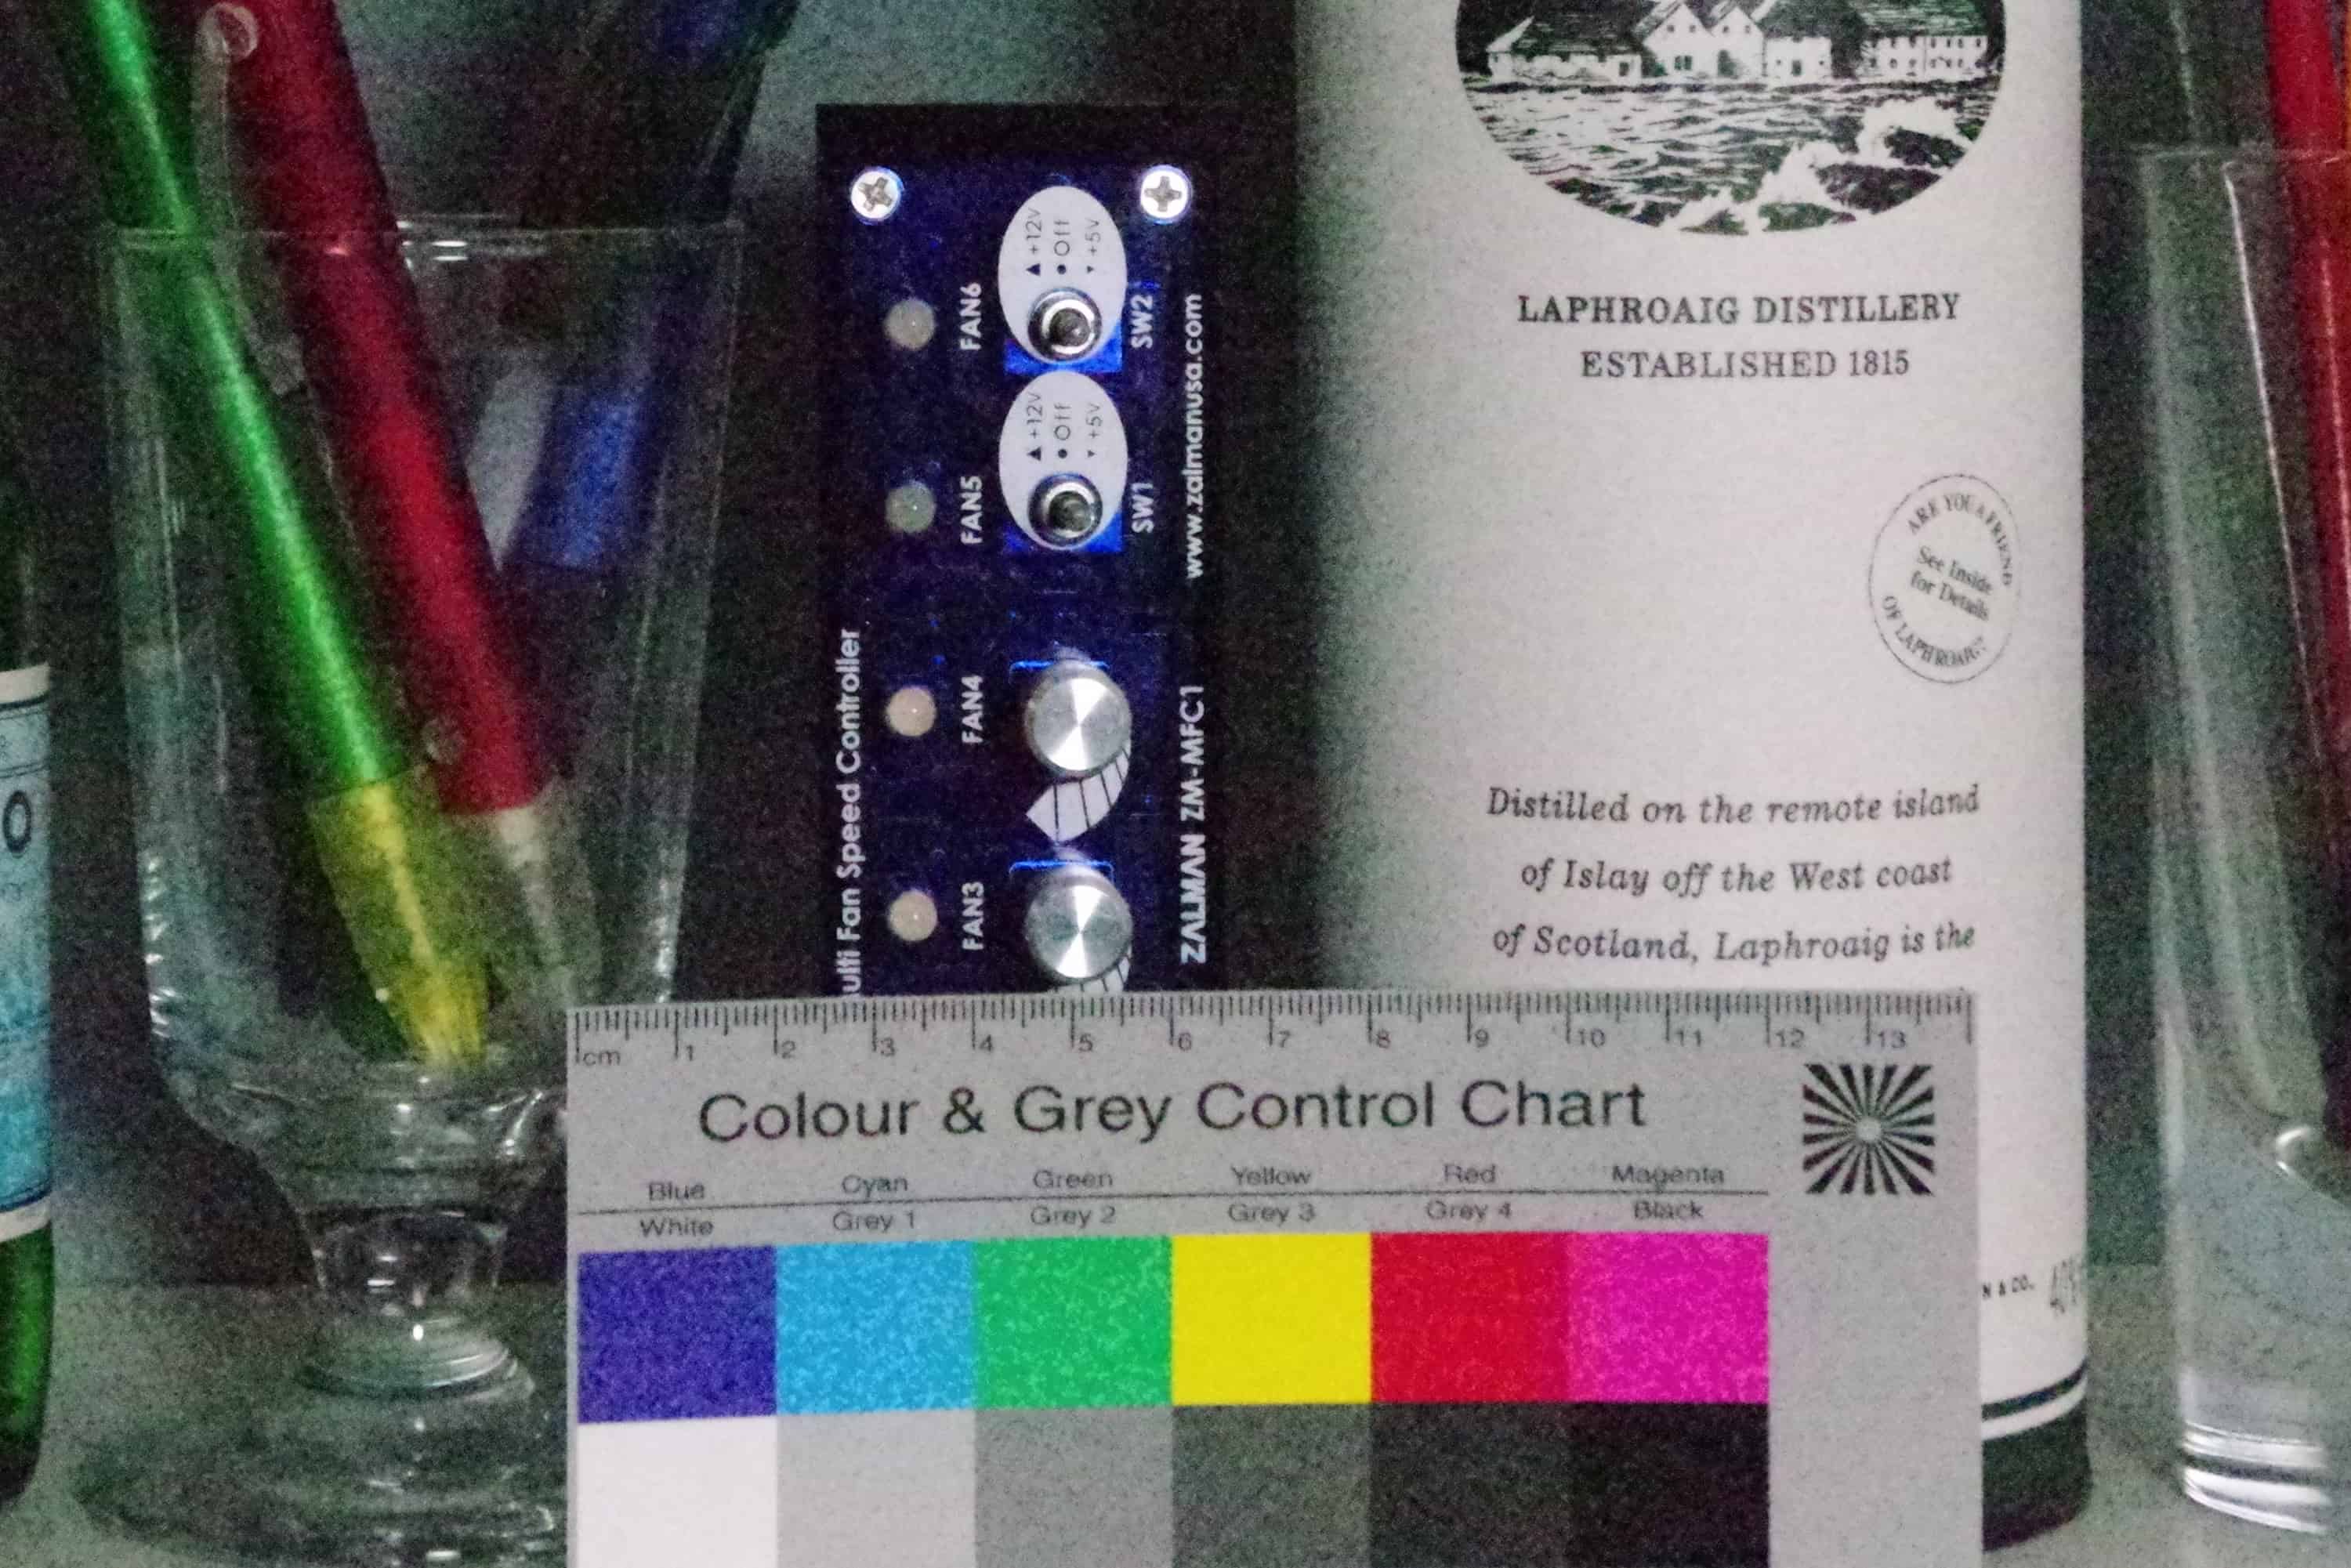 LAPHROAIG DISTILLERY
ESTABLISHED 1815
ARE YOU A FRIEND
See Inside
for Details
OF LAPHROAIG?
Distilled on the remote island
of Islay off the West coast
of Scotland, Laphroaig is the
N & CO.
ulti Fan Speed Controller
FAN3
FAN4
FAN5
FAN6
▲ +12V
● Off
▼ +5V
SW1
▲ +12V
● Off
▼ +5V
SW2
ZALMAN ZM-MFC1
www.zalmanusa.com
O
cm 1 2 3 4 5 6 7 8 9 10 11 12 13
Colour & Grey Control Chart
Blue Cyan Green Yellow Red Magenta
White Grey 1 Grey 2 Grey 3 Grey 4 Black